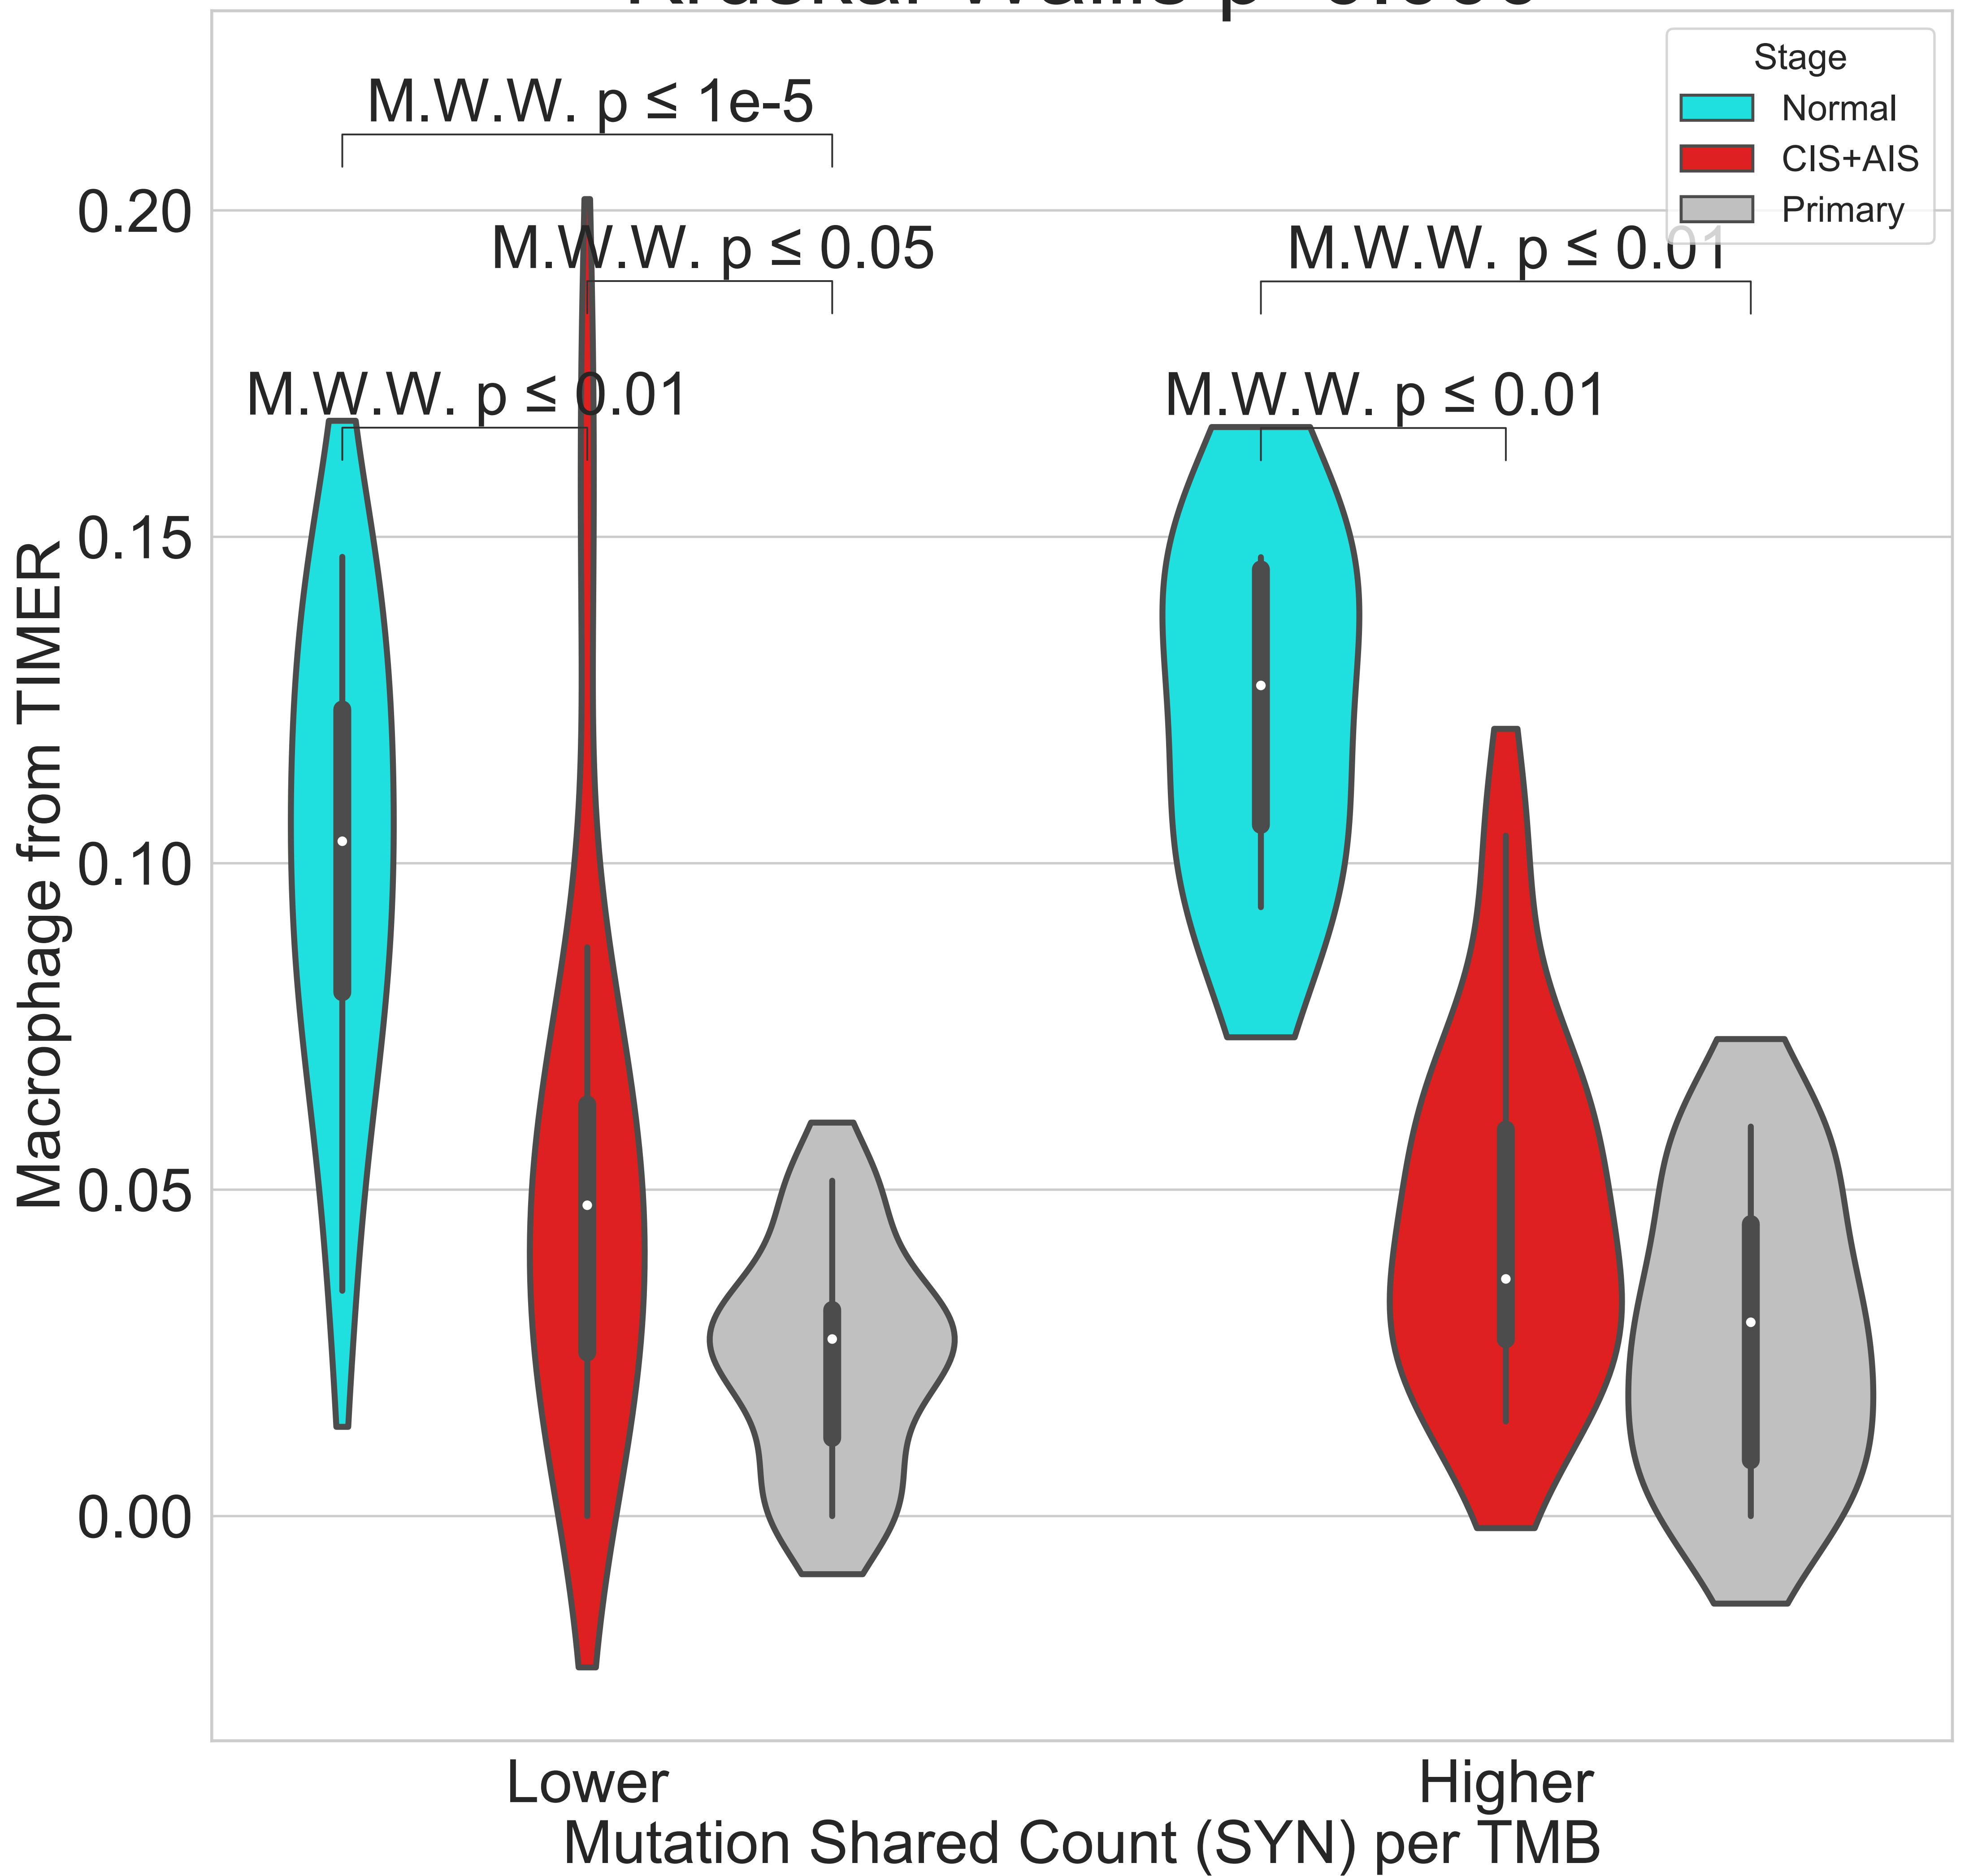 Stage
Normal
CIS+AIS
Primary
M.W.W. p ≤ 1e-5
M.W.W. p ≤ 0.05
M.W.W. p ≤ 0.01
M.W.W. p ≤ 0.01
M.W.W. p ≤ 0.01
Macrophage from TIMER
0.20
0.15
0.10
0.05
0.00
Lower
Higher
Mutation Shared Count (SYN) per TMB